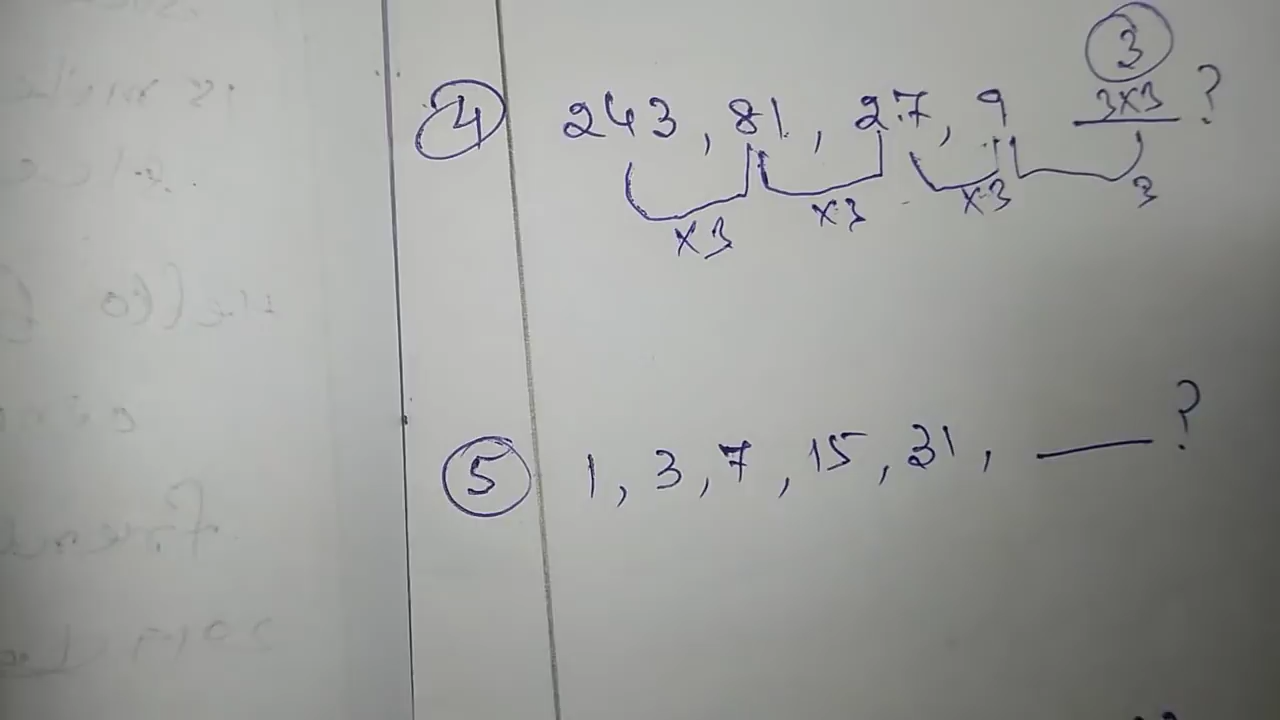 3
4 243, 81, 27, 9 3x3 ?
x3 x3 x3 3
5 1, 3, 7, 15, 31, ___ ?